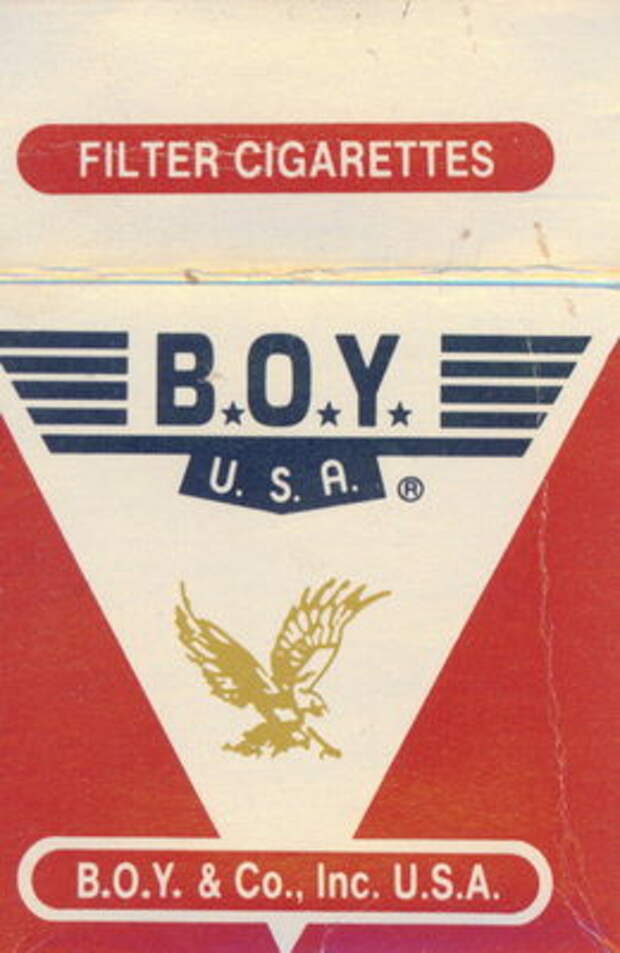 FILTER CIGARETTES
B.O.Y.
U.S.A. ®
B.O.Y. & Co., Inc. U.S.A.